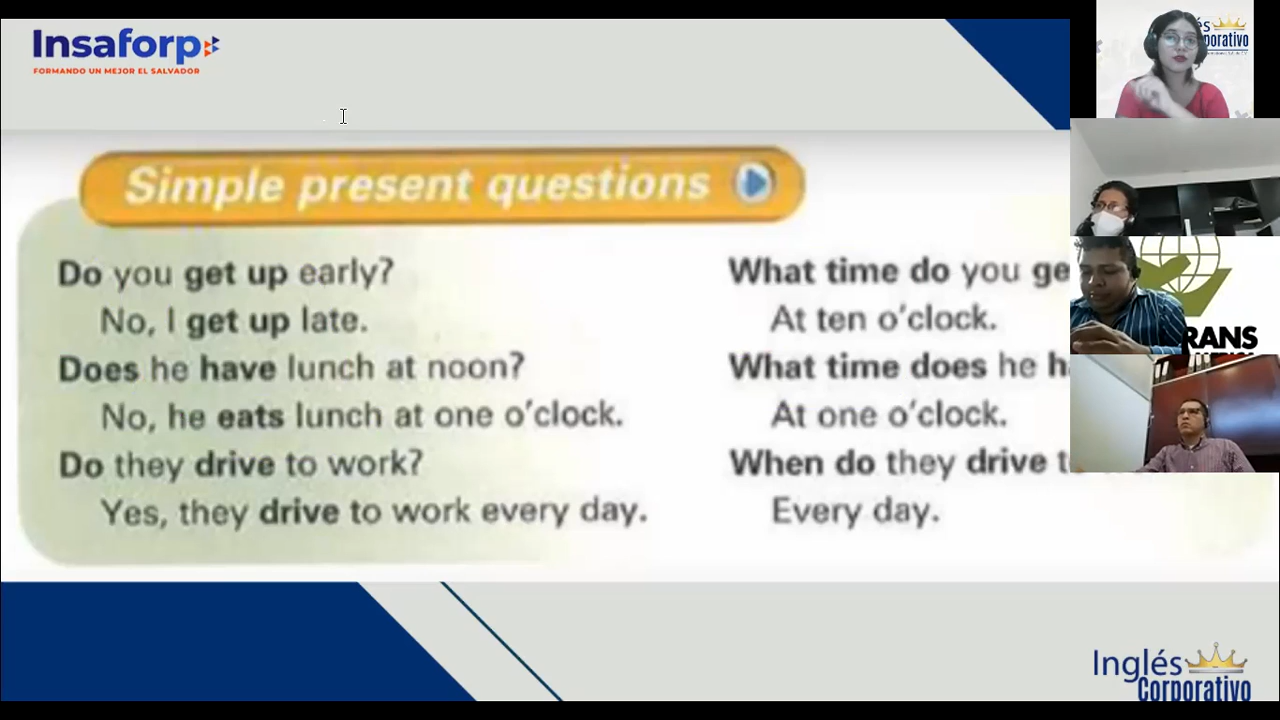 Insaforp
FORMANDO UN MEJOR EL SALVADOR
Simple present questions
Do you get up early?
No, I get up late.
Does he have lunch at noon?
No, he eats lunch at one o'clock.
Do they drive to work?
Yes, they drive to work every day.
What time do you
At ten o'clock.
What time does he
At one o'clock.
When do they drive
Every day.
RANS
Inglés
Corporativo